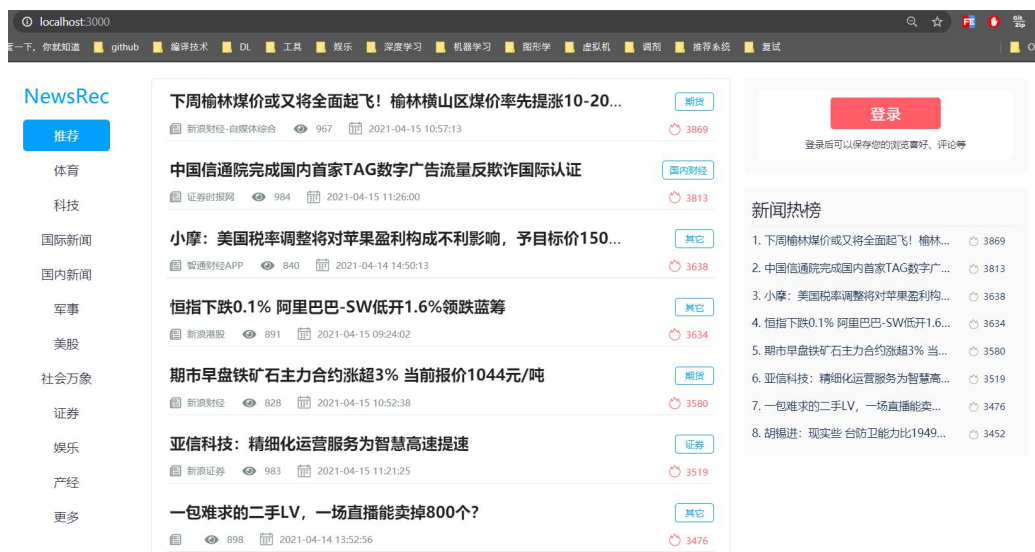 localhost:3000
度一下，你就知道 github 编译技术 DL 工具 娱乐 深度学习 机器学习 图形学 虚拟机 调剂 推荐系统 复试
NewsRec
推荐
体育
科技
国际新闻
国内新闻
军事
美股
社会万象
证券
娱乐
产经
更多
下周榆林煤价或又将全面起飞！榆林横山区煤价率先提涨10-20... 期货
新浪财经-自媒体综合 967 2021-04-15 10:57:13 3869
中国信通院完成国内首家TAG数字广告流量反欺诈国际认证 国内财经
证券时报网 984 2021-04-15 11:26:00 3813
小摩：美国税率调整将对苹果盈利构成不利影响，予目标价150... 其它
智通财经APP 840 2021-04-14 14:50:13 3638
恒指下跌0.1% 阿里巴巴-SW低开1.6%领跌蓝筹 其它
新浪港股 891 2021-04-15 09:24:02 3634
期市早盘铁矿石主力合约涨超3% 当前报价1044元/吨 期货
新浪财经 828 2021-04-15 10:52:38 3580
亚信科技：精细化运营服务为智慧高速提速 证券
新浪证券 983 2021-04-15 11:21:25 3519
一包难求的二手LV，一场直播能卖掉800个？ 其它
898 2021-04-14 13:52:56 3476
登录
登录后可以保存您的浏览喜好、评论等
新闻热榜
1. 下周榆林煤价或又将全面起飞！榆林... 3869
2. 中国信通院完成国内首家TAG数字广... 3813
3. 小摩：美国税率调整将对苹果盈利构... 3638
4. 恒指下跌0.1% 阿里巴巴-SW低开1.6... 3634
5. 期市早盘铁矿石主力合约涨超3% 当... 3580
6. 亚信科技：精细化运营服务为智慧高... 3519
7. 一包难求的二手LV，一场直播能卖... 3476
8. 胡锡进：现实些 台防卫能力比1949... 3452